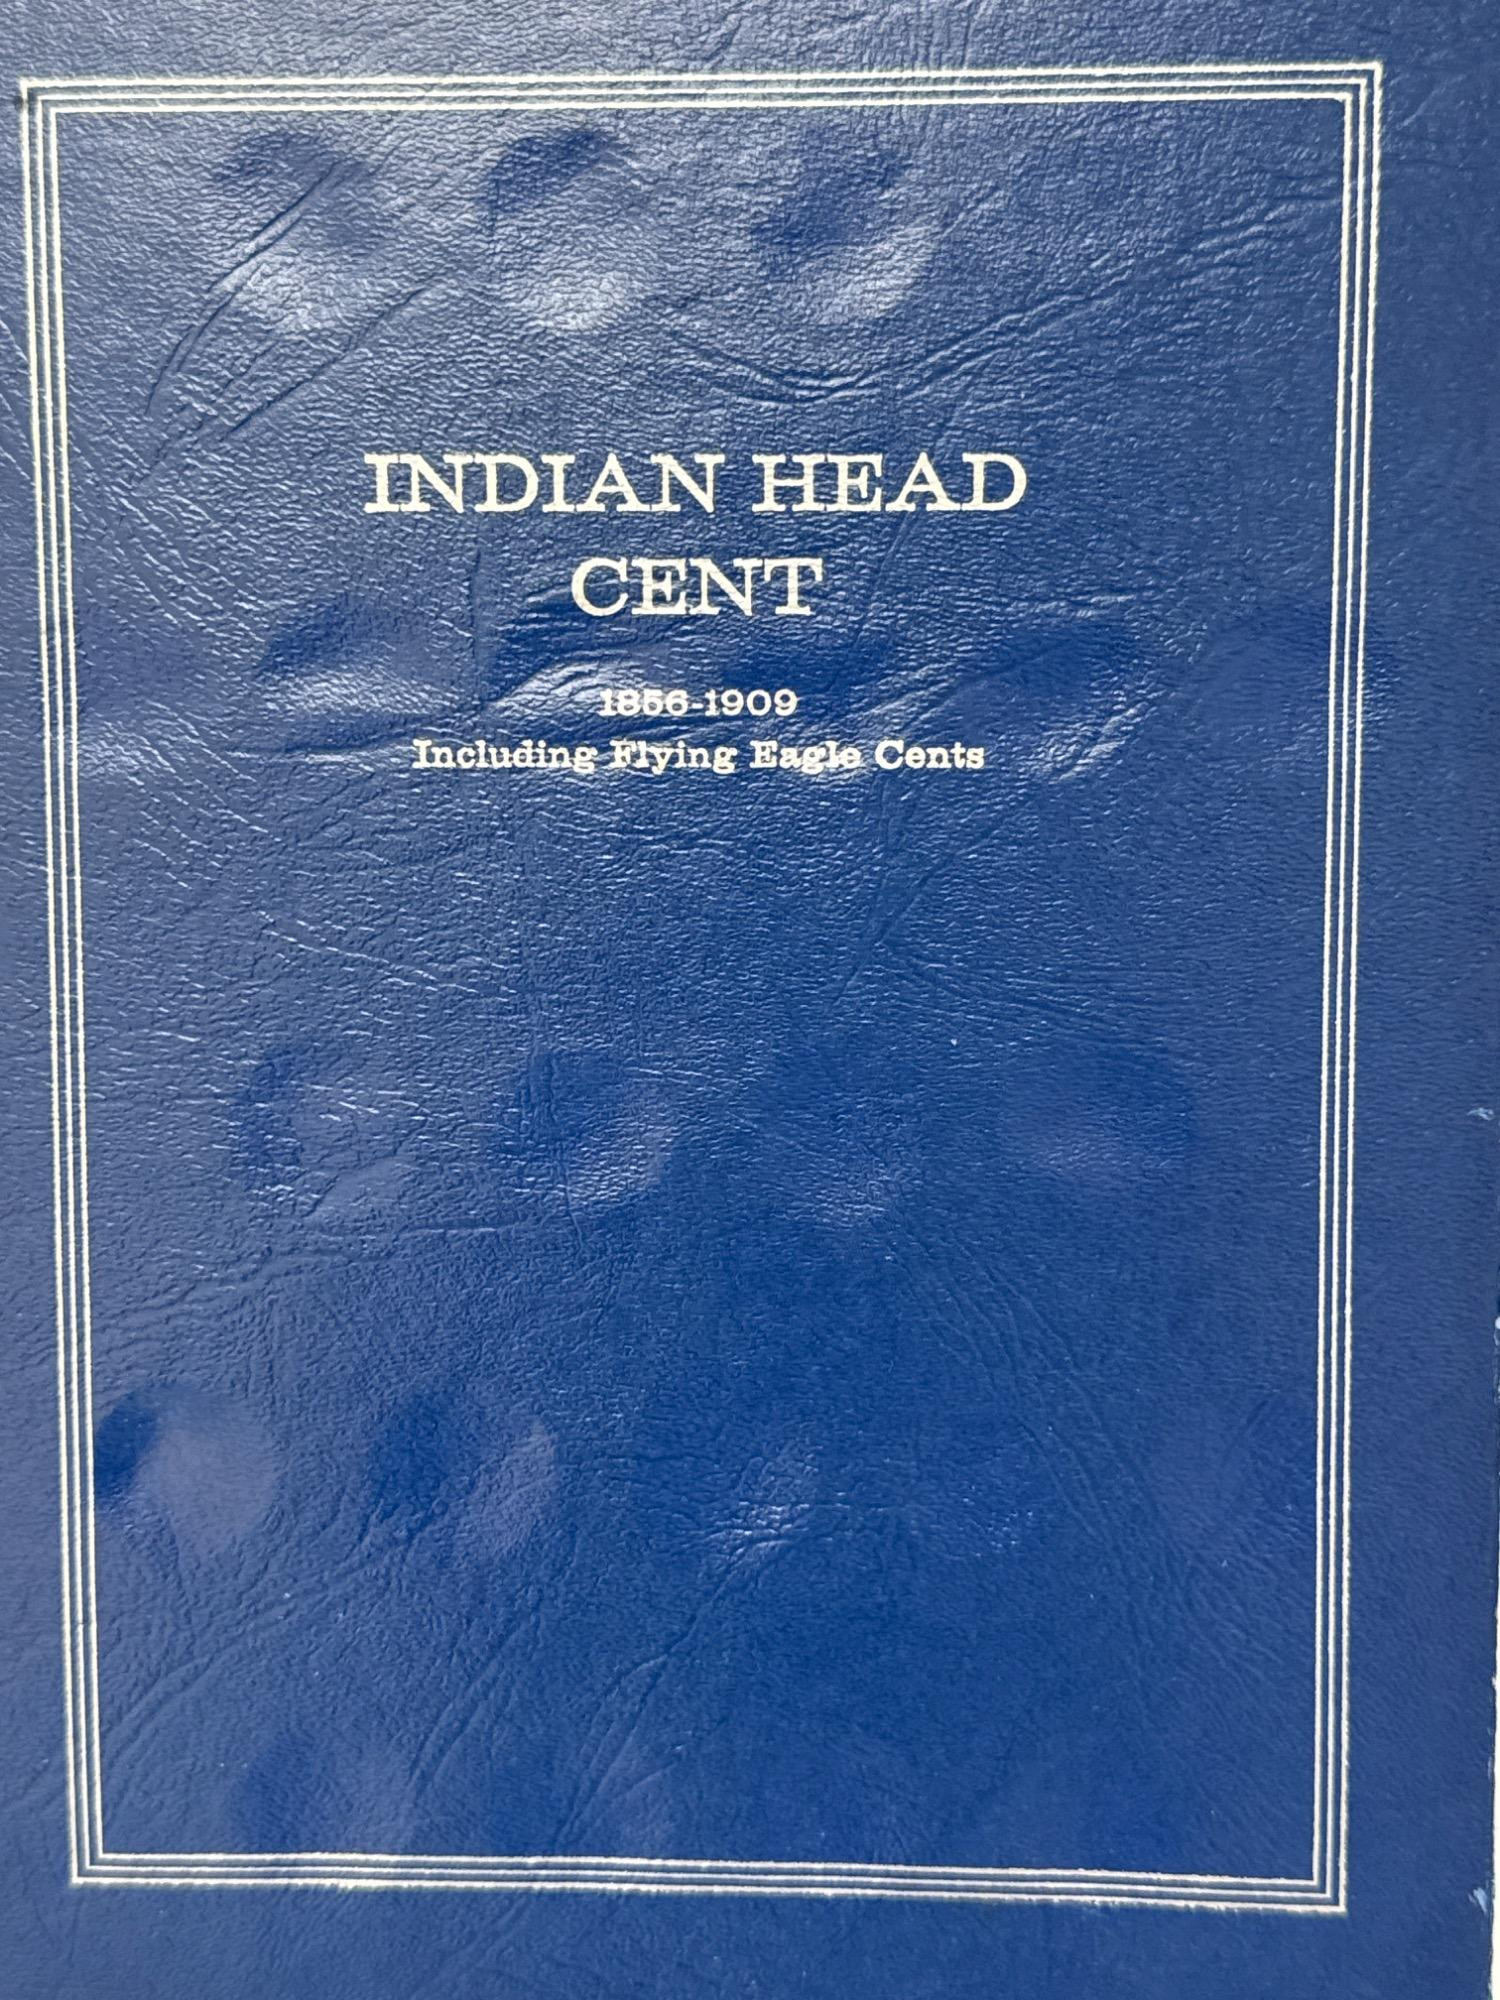 INDIAN HEAD
CENT
1856-1909
Including Flying Eagle Cents